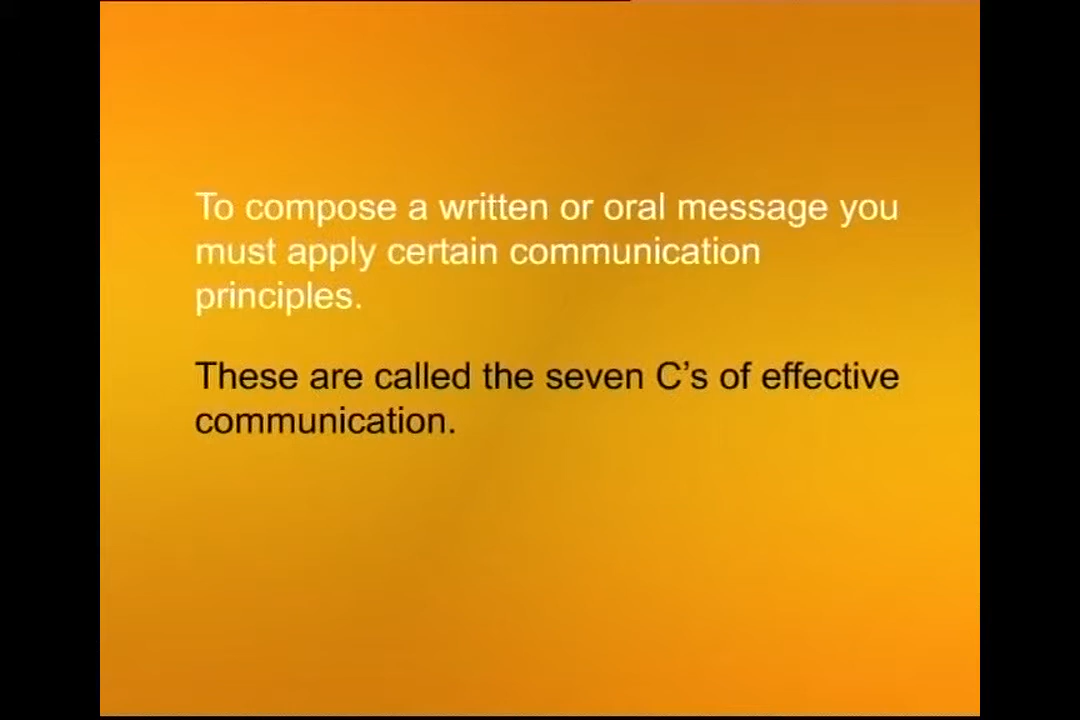 To compose a written or oral message you
must apply certain communication
principles.
These are called the seven C’s of effective
communication.